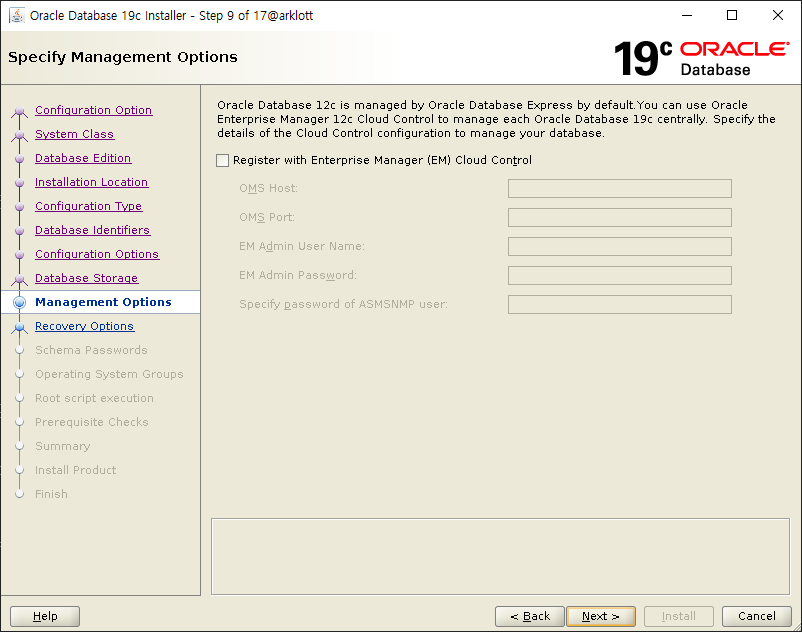 Oracle Database 19c Installer - Step 9 of 17@arklott
Specify Management Options
19c ORACLE
Database
Configuration Option
System Class
Database Edition
Installation Location
Configuration Type
Database Identifiers
Configuration Options
Database Storage
Management Options
Recovery Options
Schema Passwords
Operating System Groups
Root script execution
Prerequisite Checks
Summary
Install Product
Finish
Oracle Database 12c is managed by Oracle Database Express by default.You can use Oracle
Enterprise Manager 12c Cloud Control to manage each Oracle Database 19c centrally. Specify the
details of the Cloud Control configuration to manage your database.
Register with Enterprise Manager (EM) Cloud Control
OMS Host:
OMS Port:
EM Admin User Name:
EM Admin Password:
Specify password of ASMSNMP user:
Help
< Back
Next >
Install
Cancel